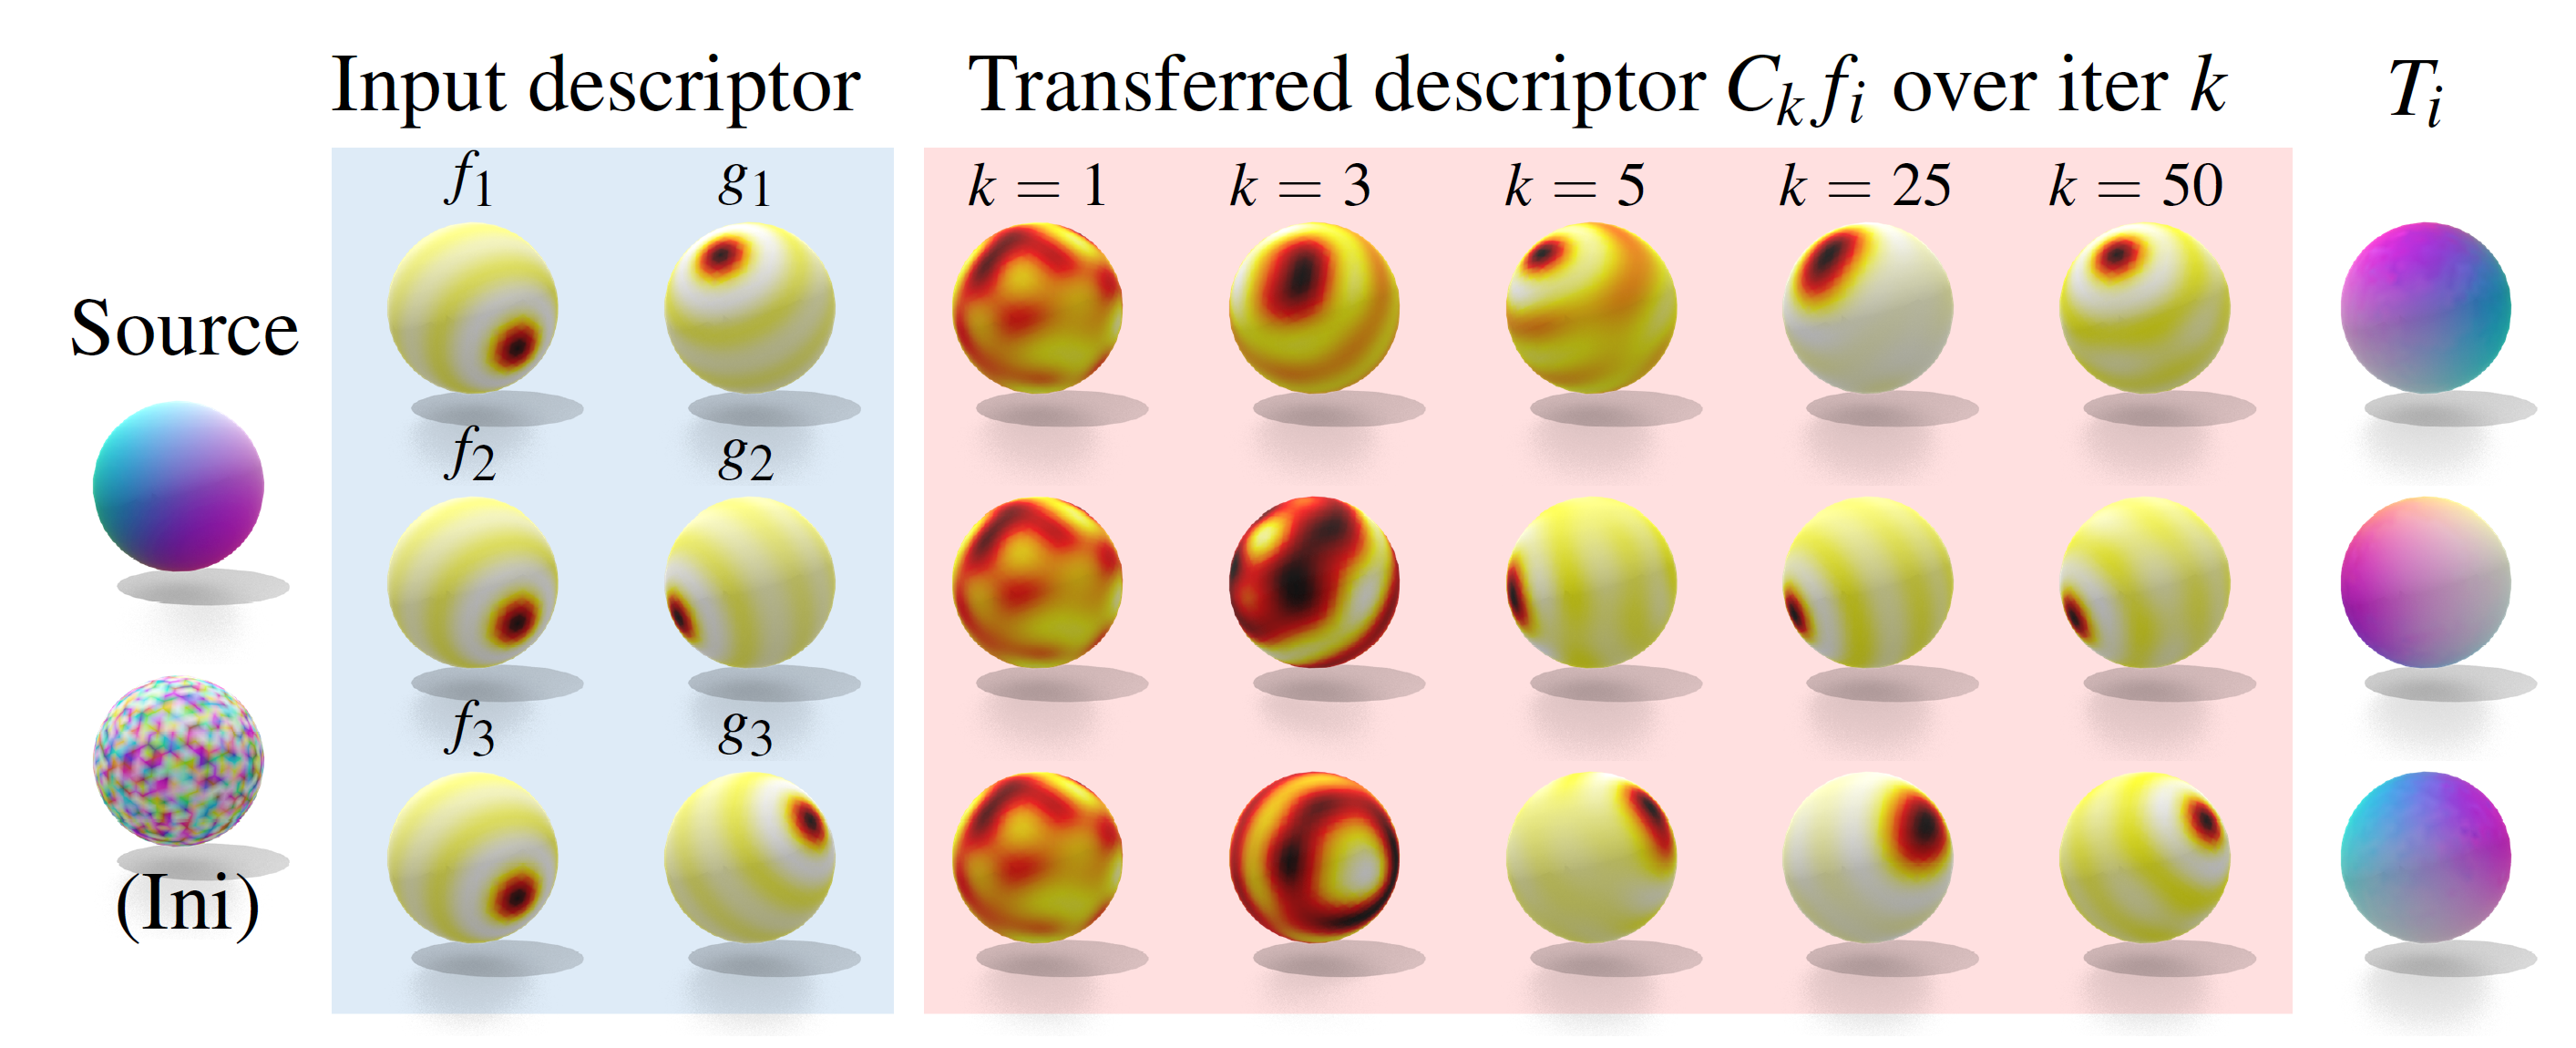 Input descriptor
Transferred descriptor C_k f_i over iter k
T_i
f_1
g_1
k = 1
k = 3
k = 5
k = 25
k = 50
Source
f_2
g_2
f_3
g_3
(Ini)